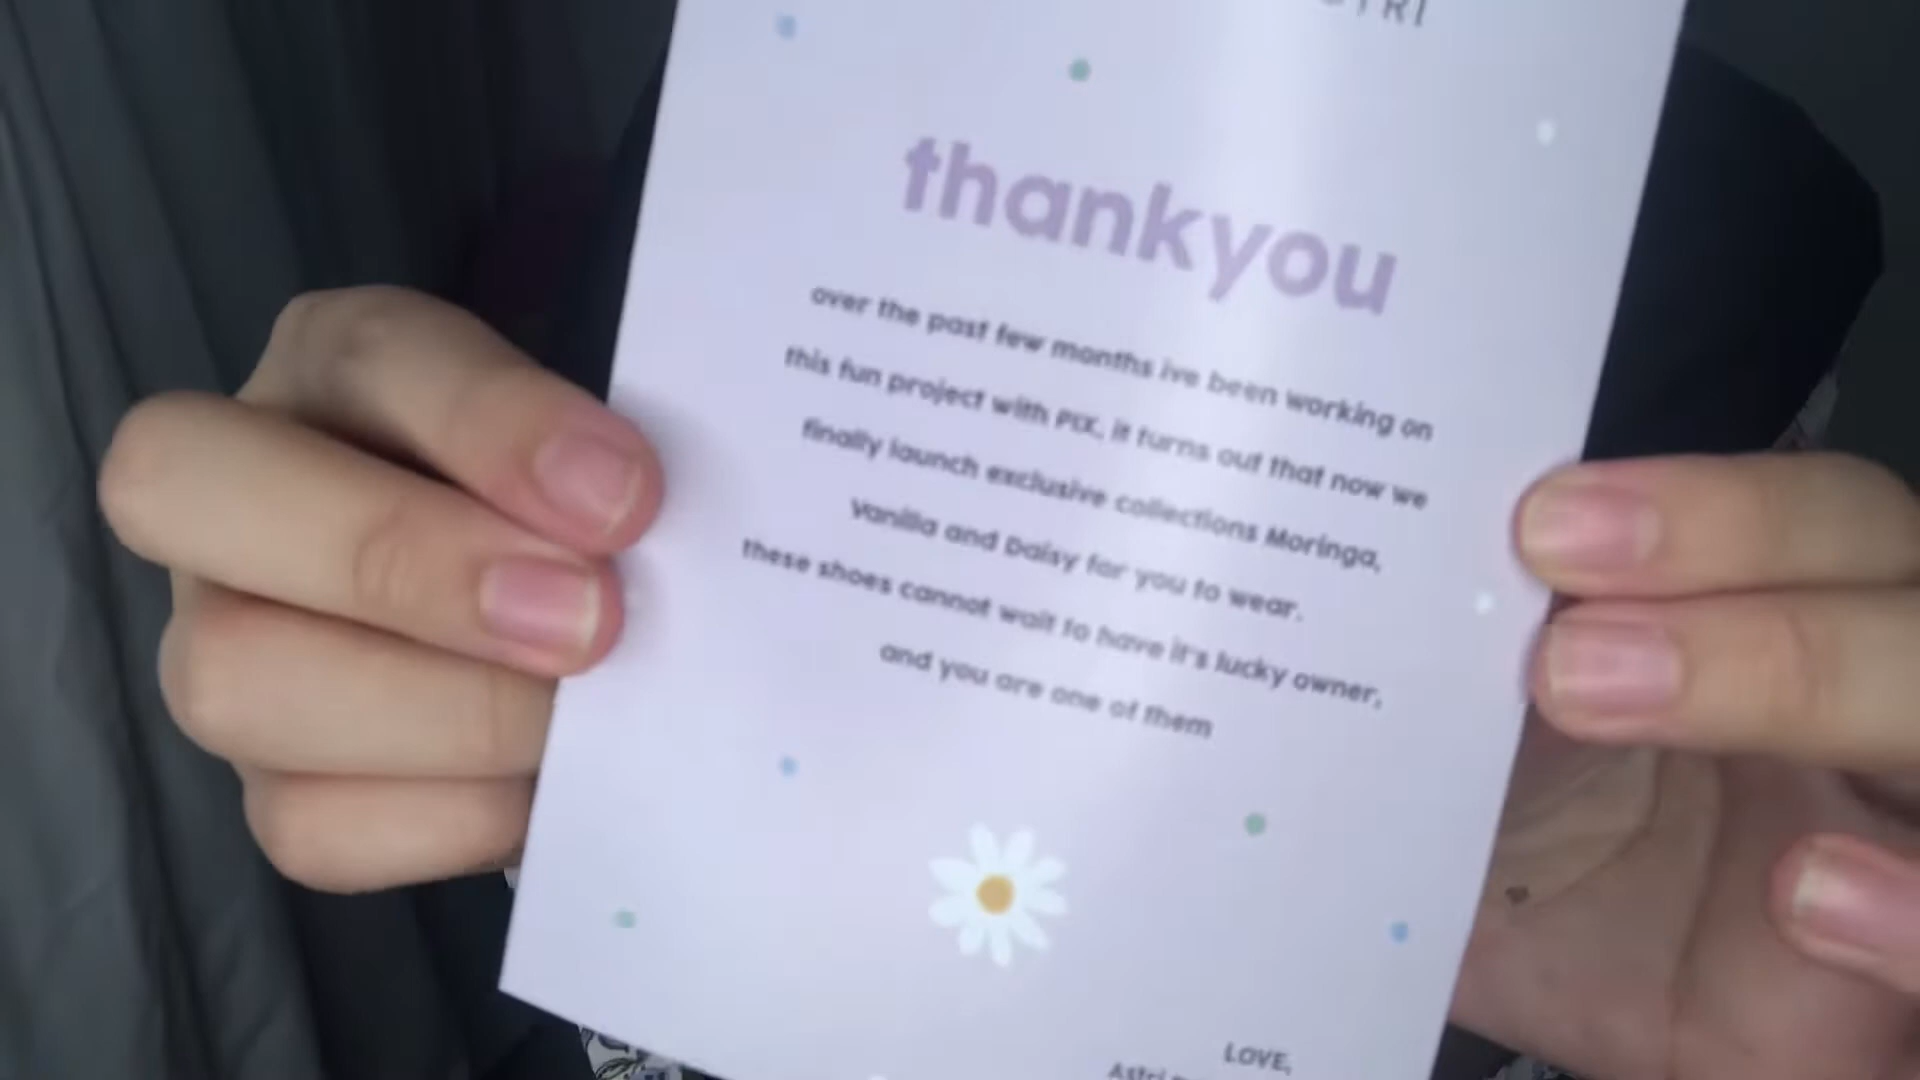 thankyou
over the past few months ive been working on
this fun project with PIX, it turns out that now we
finally launch exclusive collections Moringa,
Vanilla and Daisy for you to wear.
these shoes cannot wait to have it's lucky owner,
and you are one of them
LOVE,
Astri